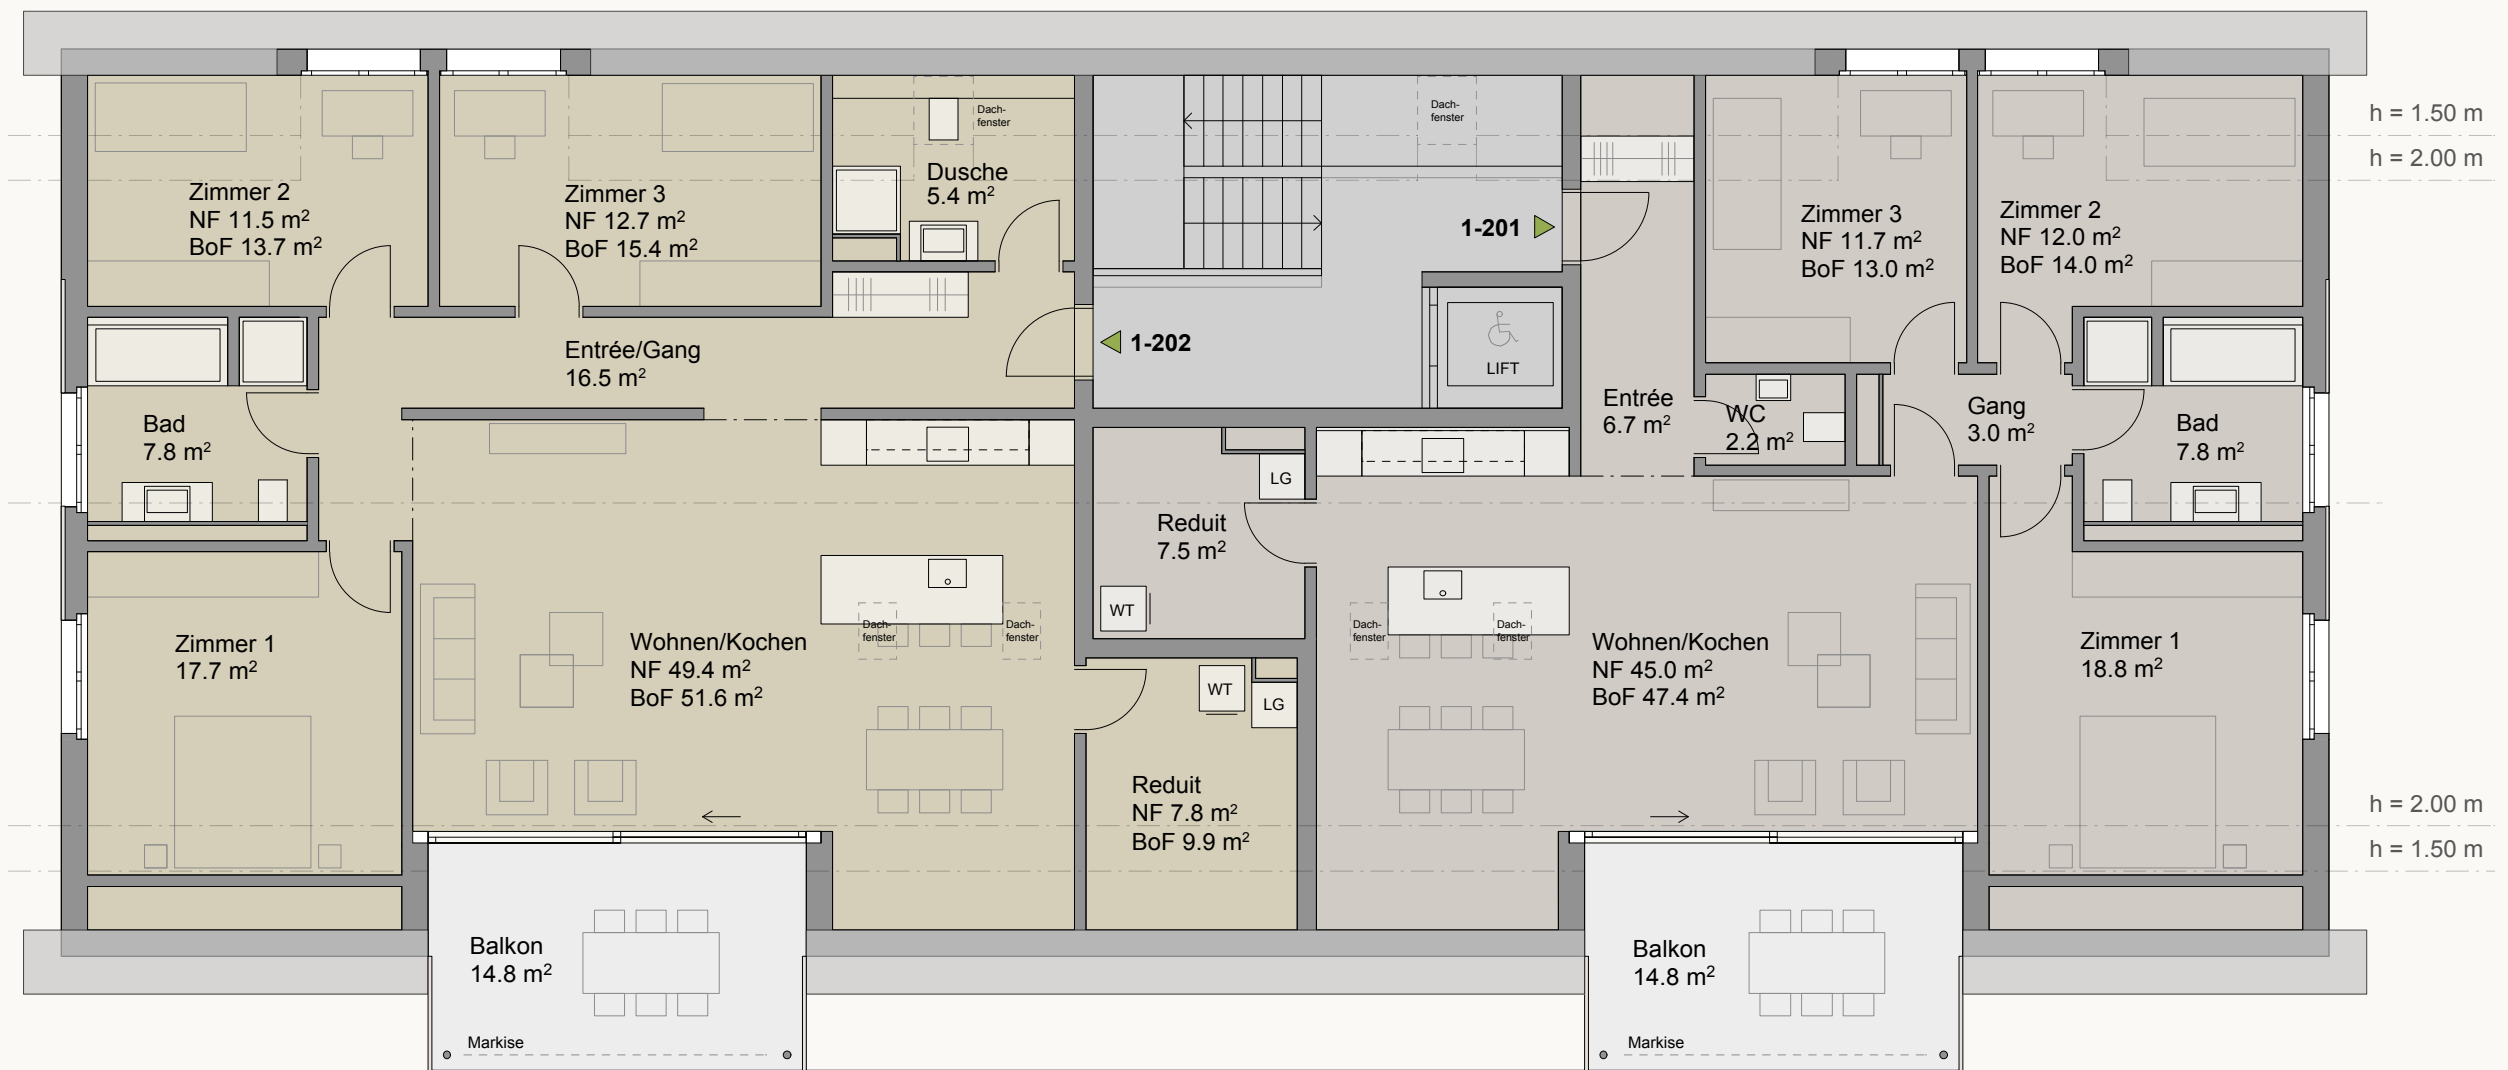 h = 1.50 m
h = 2.00 m
Dach-
fenster
Dach-
fenster
Dusche
5.4 m²
Zimmer 2
NF 11.5 m²
BoF 13.7 m²
Zimmer 3
NF 12.7 m²
BoF 15.4 m²
1-201
Zimmer 3
NF 11.7 m²
BoF 13.0 m²
Zimmer 2
NF 12.0 m²
BoF 14.0 m²
Entrée/Gang
16.5 m²
1-202
LIFT
Bad
7.8 m²
Entrée
6.7 m²
WC
2.2 m²
Gang
3.0 m²
Bad
7.8 m²
LG
Reduit
7.5 m²
WT
Zimmer 1
17.7 m²
Wohnen/Kochen
NF 49.4 m²
BoF 51.6 m²
Dach-
fenster
Dach-
fenster
WT
LG
Dach-
fenster
Dach-
fenster
Wohnen/Kochen
NF 45.0 m²
BoF 47.4 m²
Zimmer 1
18.8 m²
Reduit
NF 7.8 m²
BoF 9.9 m²
h = 2.00 m
h = 1.50 m
Balkon
14.8 m²
Markise
Balkon
14.8 m²
Markise